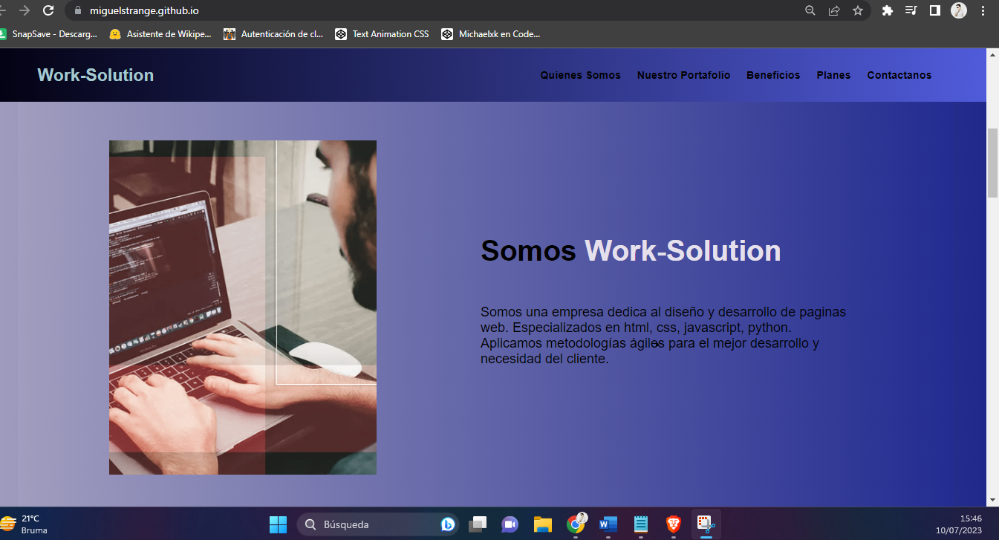 miguelstrange.github.io
SnapSave - Descarg...
Asistente de Wikipe...
Autenticación de cl...
Text Animation CSS
Michaelxk en Code...
Work-Solution
Quienes Somos
Nuestro Portafolio
Beneficios
Planes
Contactanos
Somos Work-Solution
Somos una empresa dedica al diseño y desarrollo de paginas
web. Especializados en html, css, javascript, python.
Aplicamos metodologías ágiles para el mejor desarrollo y
necesidad del cliente.
21°C
Bruma
Búsqueda
15:46
10/07/2023